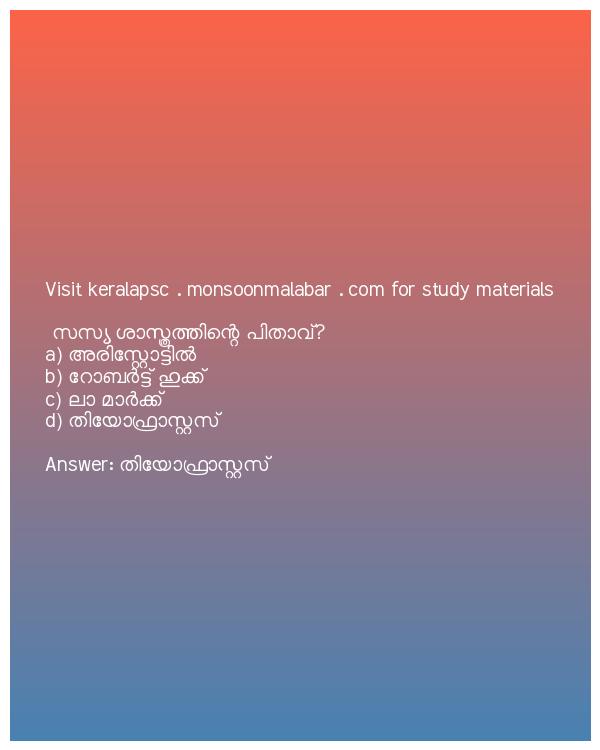 Visit keralapsc . monsoonmalabar . com for study materials
സസ്യ ശാസ്ത്രത്തിന്റെ പിതാവ്?
a) അരിസ്റ്റോട്ടിൽ
b) റോബർട്ട് ഹുക്ക്
c) ലാ മാർക്ക്
d) തിയോഫ്രാസ്റ്റസ്
Answer: തിയോഫ്രാസ്റ്റസ്